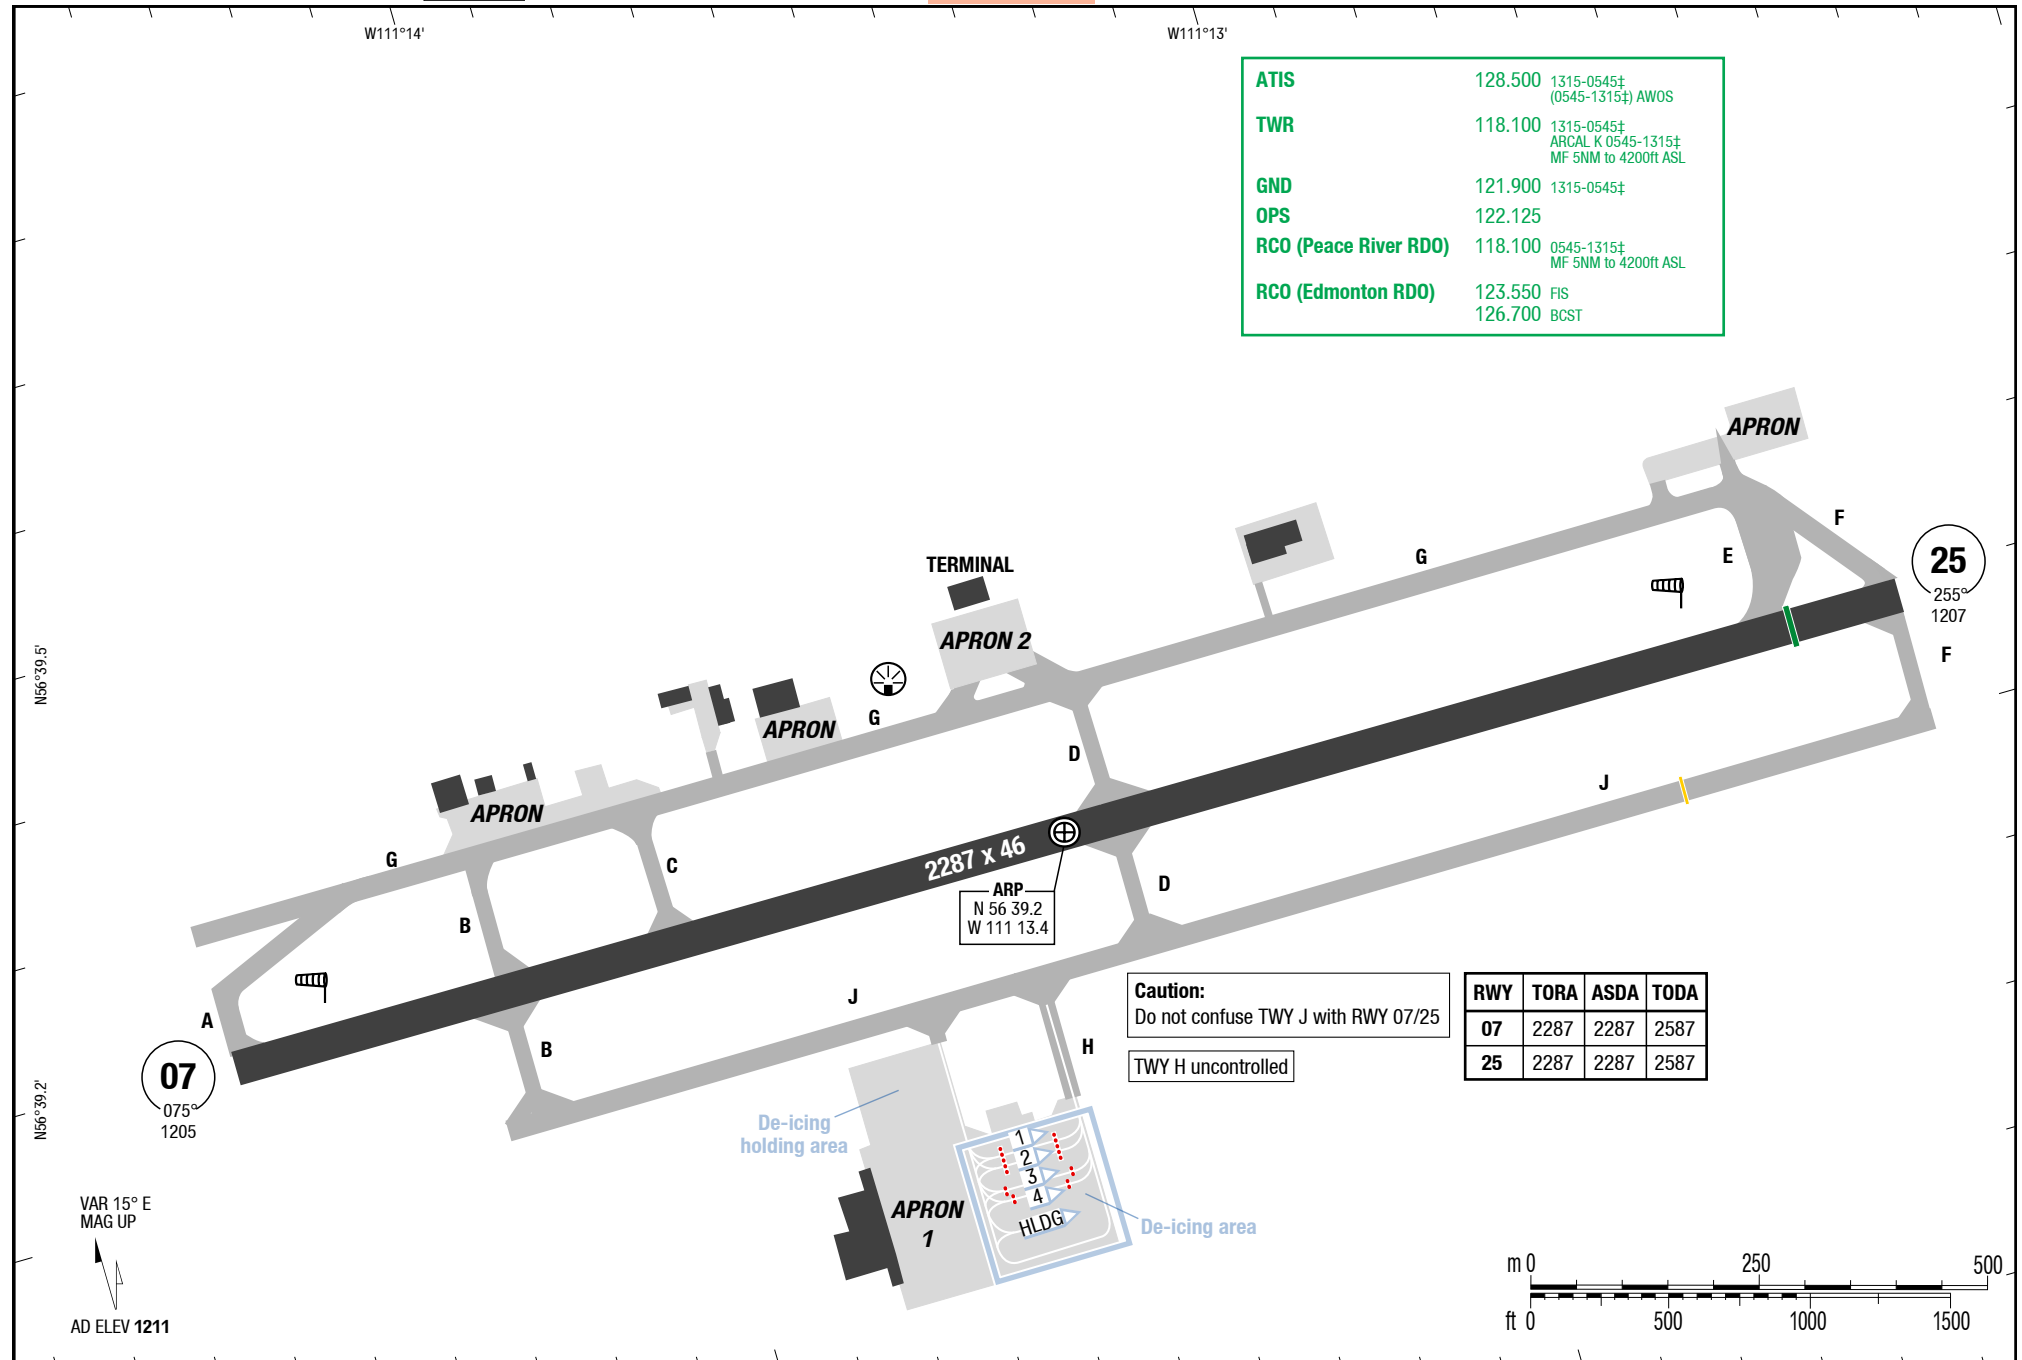 W111°14'
W111°13'
ATIS 128.500 1315-0545‡
(0545-1315‡) AWOS
TWR 118.100 1315-0545‡
ARCAL K 0545-1315‡
MF 5NM to 4200ft ASL
GND 121.900 1315-0545‡
OPS 122.125
RCO (Peace River RDO) 118.100 0545-1315‡
MF 5NM to 4200ft ASL
RCO (Edmonton RDO) 123.550 FIS
126.700 BCST
APRON
F
G
E
25
255°
1207
TERMINAL
APRON 2
F
N56°39.5'
G
APRON
D
J
APRON
G
C
2287 x 46
ARP
N 56 39.2
W 111 13.4
D
B
J
A
B
H
Caution:
Do not confuse TWY J with RWY 07/25
TWY H uncontrolled
RWY TORA ASDA TODA
07 2287 2287 2587
25 2287 2287 2587
07
075°
1205
N56°39.2'
De-icing
holding area
1
2
3
4
HLDG
APRON
1
De-icing area
VAR 15° E
MAG UP
AD ELEV 1211
m 0 250 500
ft 0 500 1000 1500